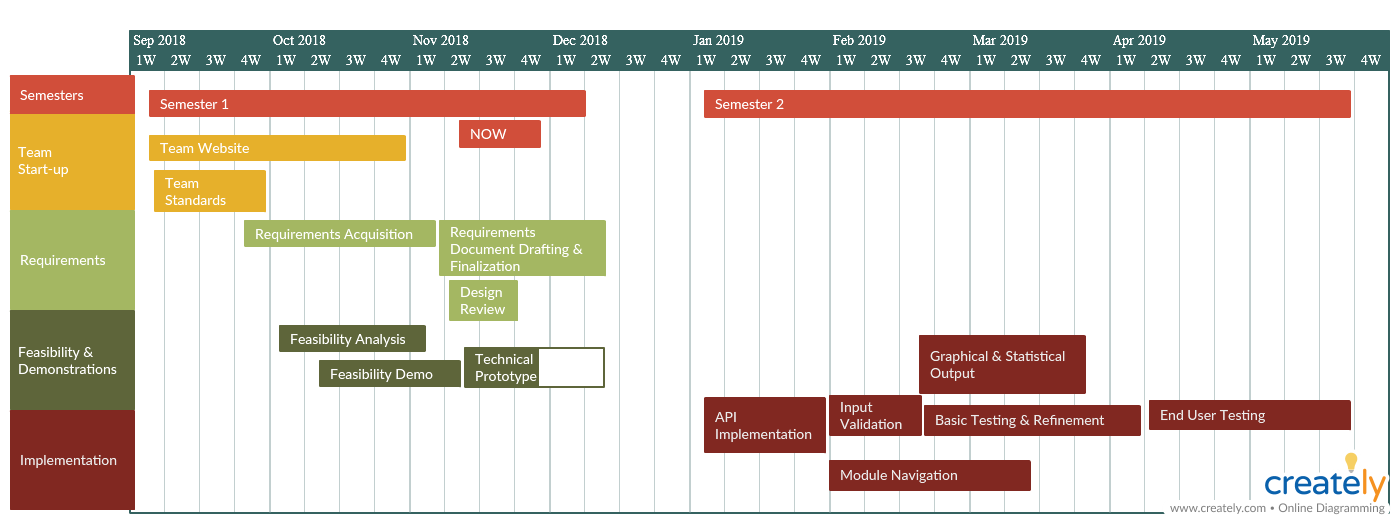 Sep 2018 Oct 2018 Nov 2018 Dec 2018 Jan 2019 Feb 2019 Mar 2019 Apr 2019 May 2019
1W 2W 3W 4W 1W 2W 3W 4W 1W 2W 3W 4W 1W 2W 3W 4W 1W 2W 3W 4W 1W 2W 3W 4W 1W 2W 3W 4W 1W 2W 3W 4W 1W 2W 3W 4W
Semesters
Semester 1
Semester 2
NOW
Team
Start-up
Team Website
Team
Standards
Requirements
Requirements Acquisition
Requirements
Document Drafting &
Finalization
Design
Review
Feasibility &
Demonstrations
Feasibility Analysis
Feasibility Demo
Technical
Prototype
Graphical & Statistical
Output
Implementation
API
Implementation
Input
Validation
Basic Testing & Refinement
End User Testing
Module Navigation
creately
www.creately.com • Online Diagramming